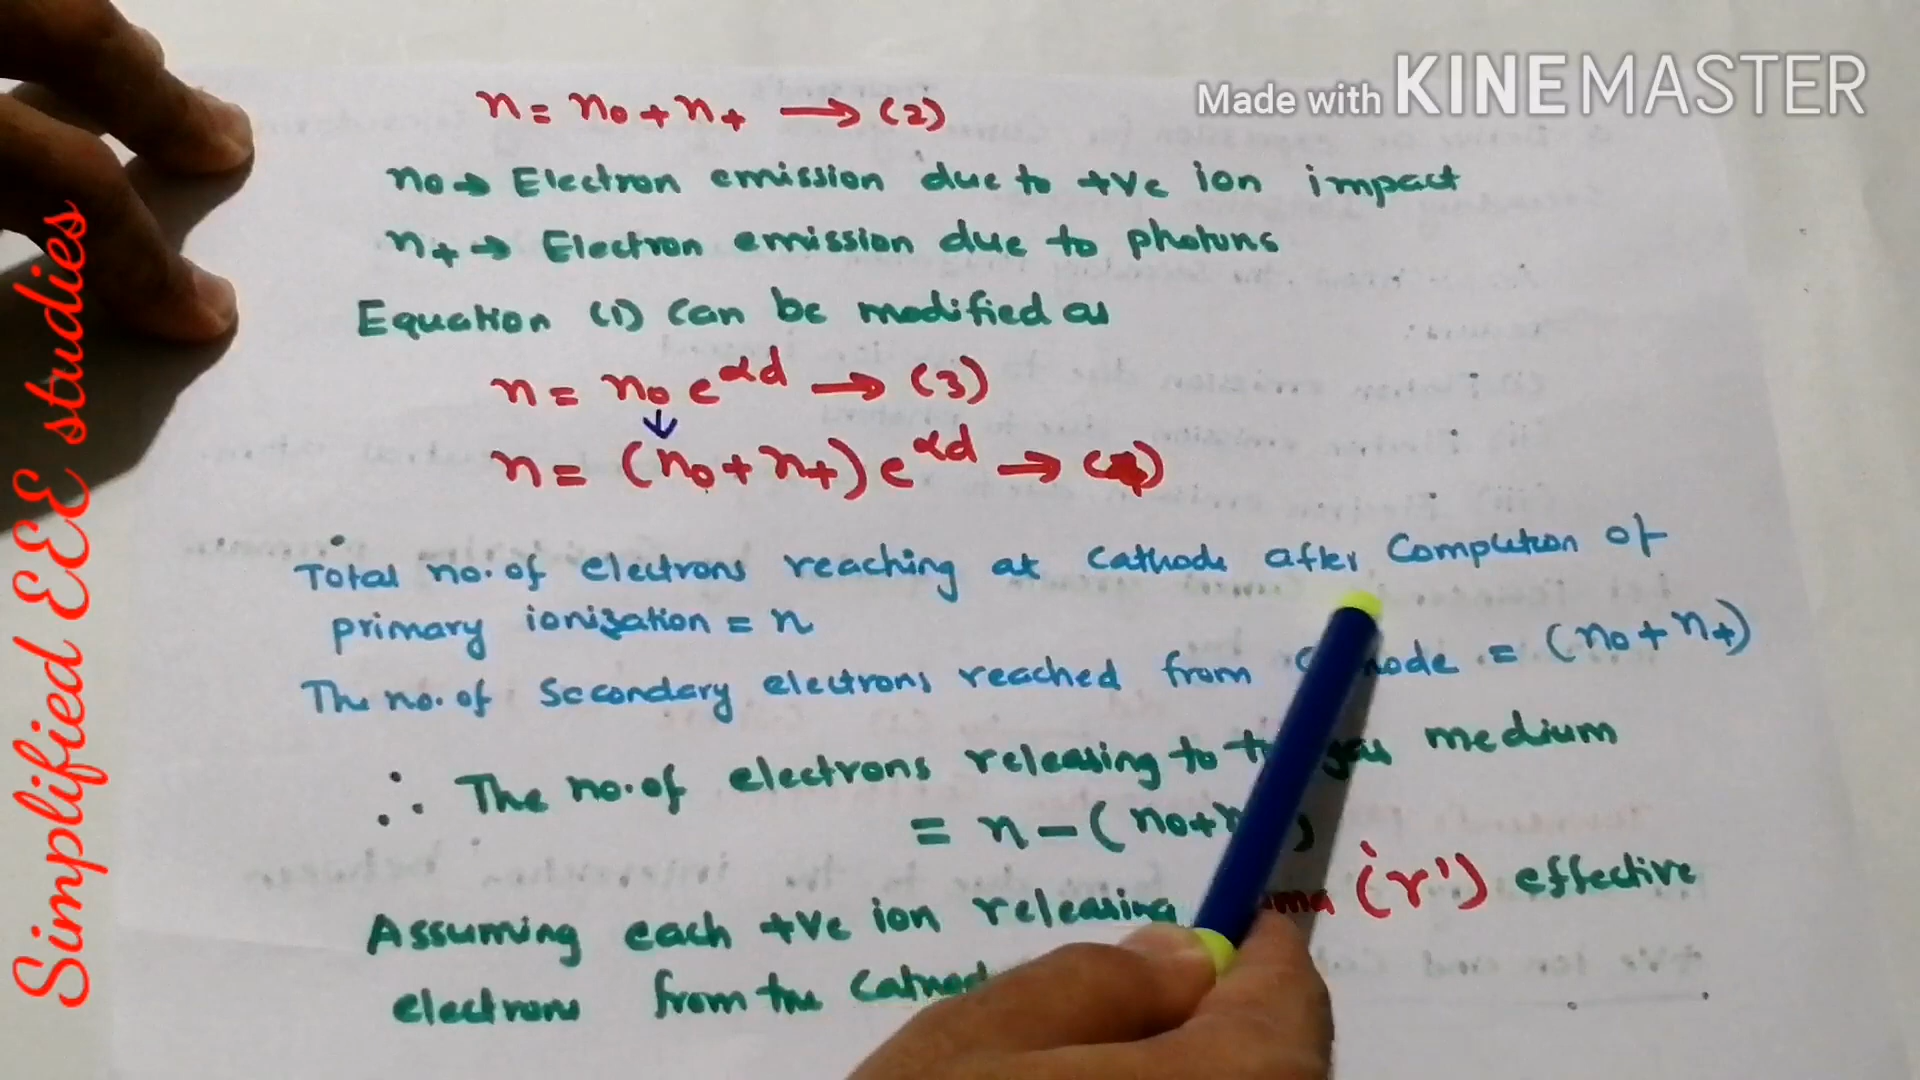 Made with KINEMASTER
Simplified EEE studies
n = n₀ + n₊ → (2)
n₀ → Electron emission due to +ve ion impact
n₊ → Electron emission due to photons
Equation (1) can be modified as
n = n₀ e^αd → (3)
↓
n = (n₀ + n₊) e^αd → (4)
Total no. of electrons reaching at cathode after completion of
primary ionization = n
The no. of Secondary electrons reached from = (n₀ + n₊)
∴ The no. of electrons releasing to medium
= n − (n₀+
Assuming each +ve ion releasing (γ') effective
electrons from the